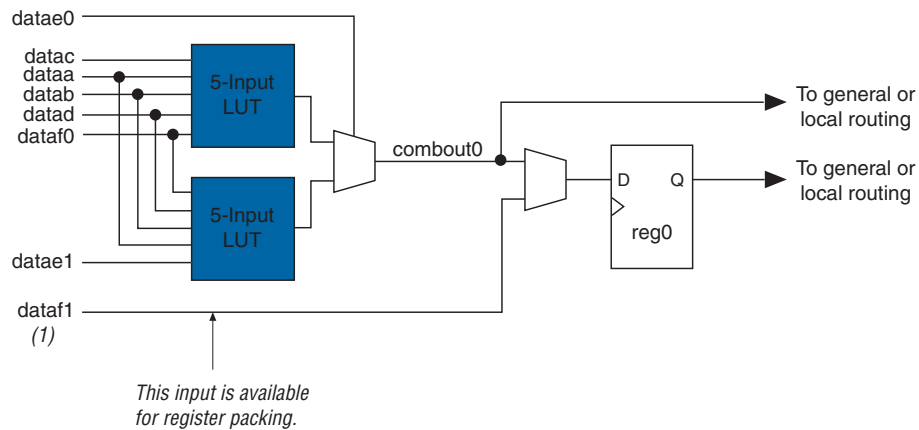 datae0
datac
dataa
datab
datad
dataf0
5-Input
LUT
combout0
To general or
local routing
D Q
reg0
To general or
local routing
5-Input
LUT
datae1
dataf1
(1)
This input is available
for register packing.